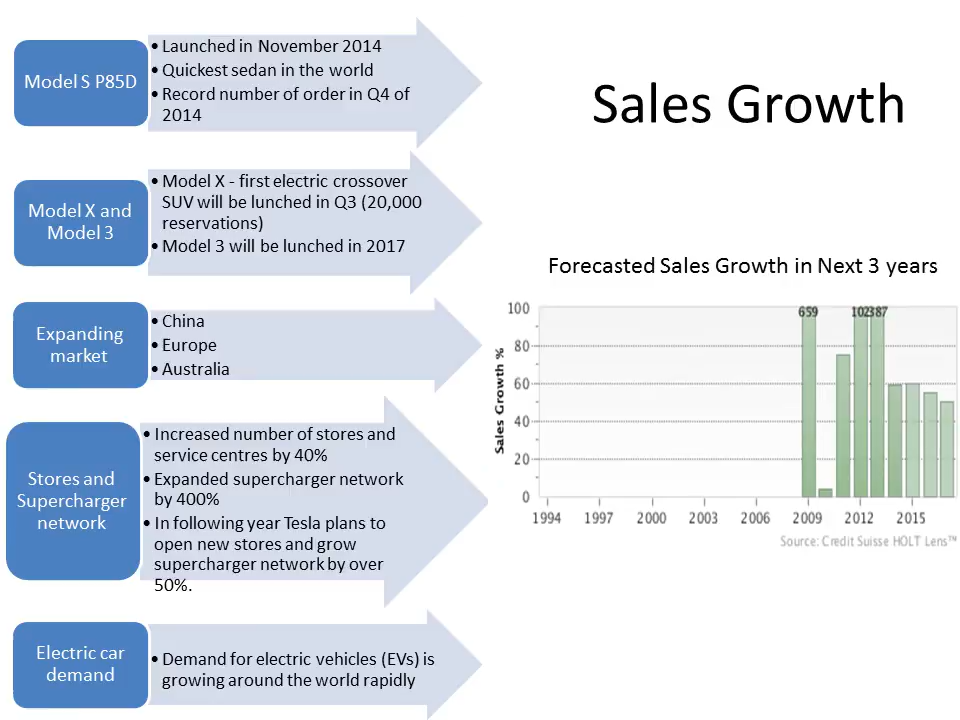 Sales Growth
Model S P85D
• Launched in November 2014
• Quickest sedan in the world
• Record number of order in Q4 of
2014
Model X and
Model 3
• Model X - first electric crossover
SUV will be lunched in Q3 (20,000
reservations)
• Model 3 will be lunched in 2017
Expanding
market
• China
• Europe
• Australia
Stores and
Supercharger
network
• Increased number of stores and
service centres by 40%
• Expanded supercharger network
by 400%
• In following year Tesla plans to
open new stores and grow
supercharger network by over
50%.
Electric car
demand
• Demand for electric vehicles (EVs) is
growing around the world rapidly
Forecasted Sales Growth in Next 3 years
Sales Growth %
100
80
60
40
20
0
659 102 387
1994 1997 2000 2003 2006 2009 2012 2015
Source: Credit Suisse HOLT Lens™